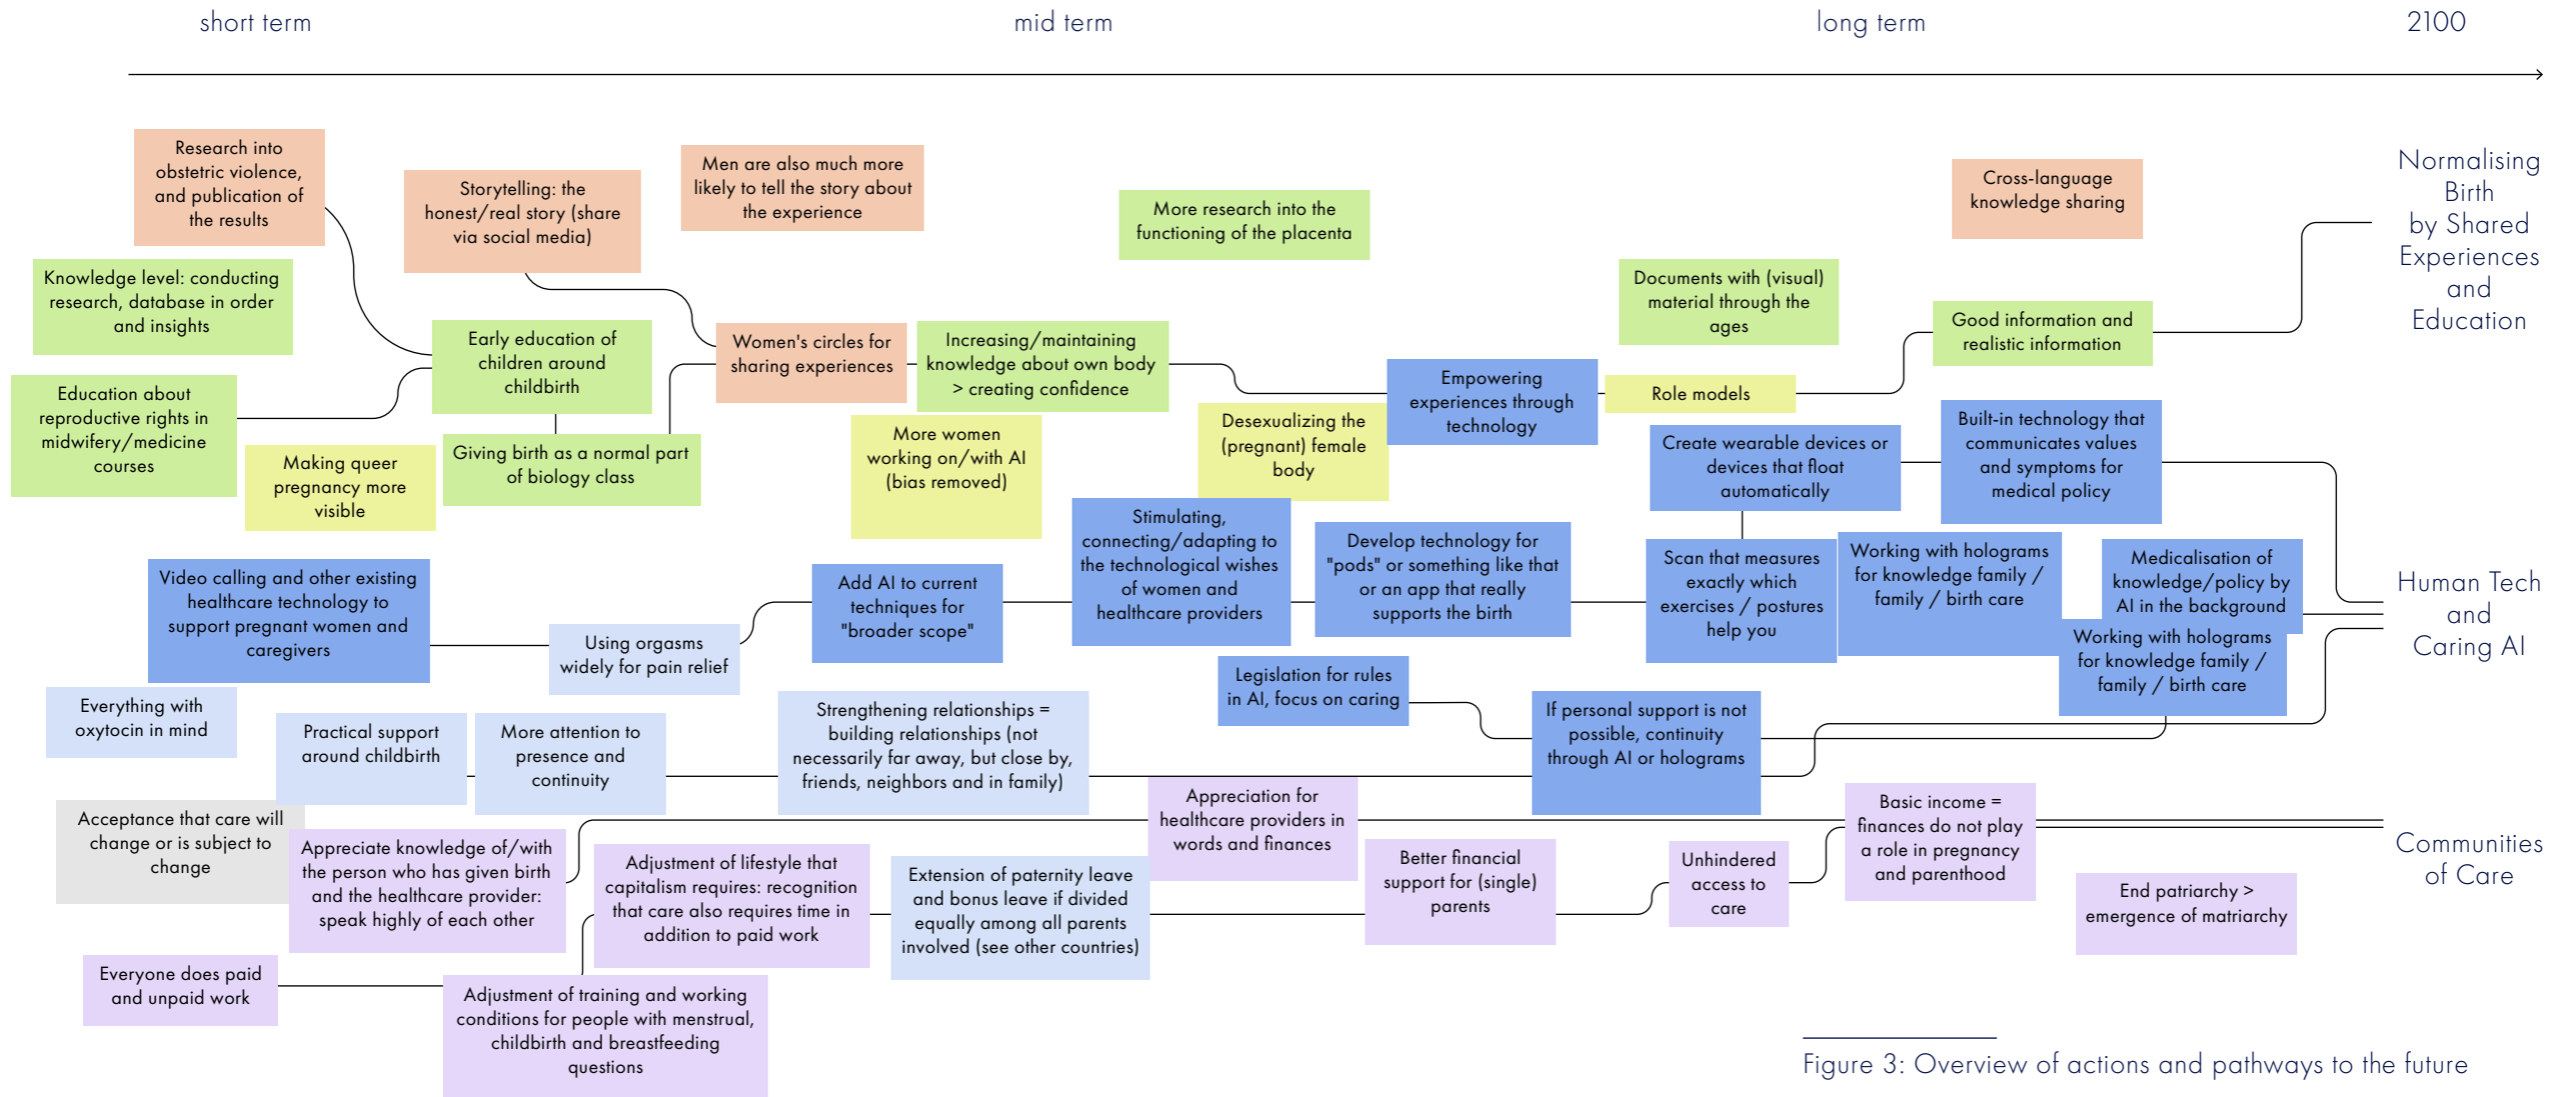 short term
mid term
long term
2100
Research into
obstetric violence,
and publication of
the results
Storytelling: the
honest/real story (share
via social media)
Men are also much more
likely to tell the story about
the experience
More research into the
functioning of the placenta
Cross-language
knowledge sharing
Normalising
Birth
by Shared
Experiences
and
Education
Knowledge level: conducting
research, database in order
and insights
Early education of
children around
childbirth
Women's circles for
sharing experiences
Increasing/maintaining
knowledge about own body
> creating confidence
Documents with (visual)
material through the
ages
Good information and
realistic information
Education about
reproductive rights in
midwifery/medicine
courses
Making queer
pregnancy more
visible
Giving birth as a normal part
of biology class
More women
working on/with AI
(bias removed)
Desexualizing the
(pregnant) female
body
Empowering
experiences through
technology
Role models
Create wearable devices or
devices that float
automatically
Built-in technology that
communicates values
and symptoms for
medical policy
Video calling and other existing
healthcare technology to
support pregnant women and
caregivers
Using orgasms
widely for pain relief
Add AI to current
techniques for
"broader scope"
Stimulating,
connecting/adapting to
the technological wishes
of women and
healthcare providers
Develop technology for
"pods" or something like that
or an app that really
supports the birth
Scan that measures
exactly which
exercises / postures
help you
Working with holograms
for knowledge family /
family / birth care
Medicalisation of
knowledge/policy by
AI in the background
Working with holograms
for knowledge family /
family / birth care
Human Tech
and
Caring AI
Everything with
oxytocin in mind
Practical support
around childbirth
More attention to
presence and
continuity
Strengthening relationships =
building relationships (not
necessarily far away, but close by,
friends, neighbors and in family)
Legislation for rules
in AI, focus on caring
If personal support is not
possible, continuity
through AI or holograms
Acceptance that care will
change or is subject to
change
Appreciate knowledge of/with
the person who has given birth
and the healthcare provider:
speak highly of each other
Adjustment of lifestyle that
capitalism requires: recognition
that care also requires time in
addition to paid work
Extension of paternity leave
and bonus leave if divided
equally among all parents
involved (see other countries)
Appreciation for
healthcare providers in
words and finances
Better financial
support for (single)
parents
Unhindered
access to
care
Basic income =
finances do not play
a role in pregnancy
and parenthood
End patriarchy >
emergence of matriarchy
Communities
of Care
Everyone does paid
and unpaid work
Adjustment of training and working
conditions for people with menstrual,
childbirth and breastfeeding
questions
Figure 3: Overview of actions and pathways to the future